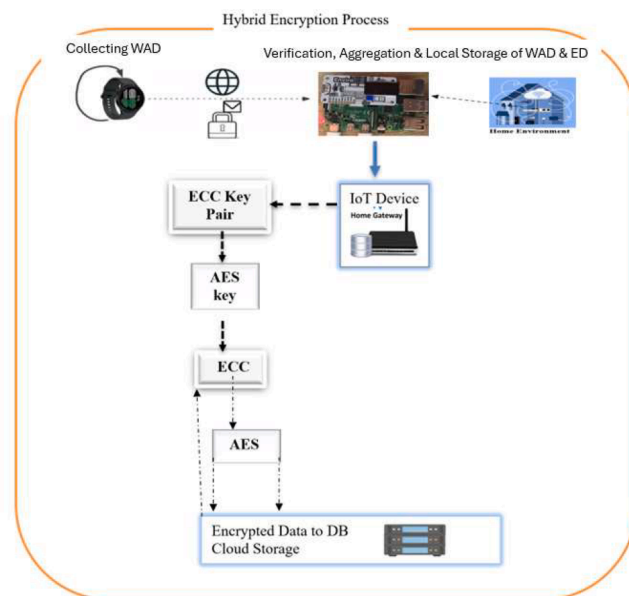 Hybrid Encryption Process
Collecting WAD
Verification, Aggregation & Local Storage of WAD & ED
Home Environment
ECC Key
Pair
IoT Device
Home Gateway
AES
key
ECC
AES
Encrypted Data to DB
Cloud Storage